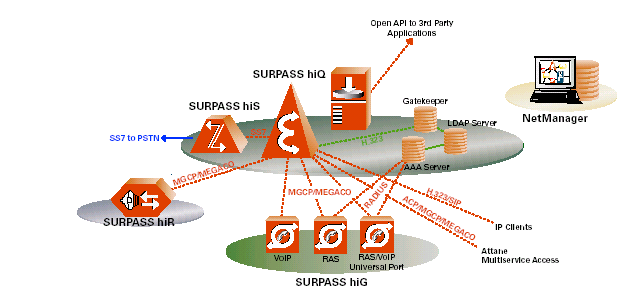 Open API to 3rd Party
Applications
SURPASS hiQ
NetManager
Gatekeeper
LDAP Server
SURPASS hiS
SS7 to PSTN
H.323
AAA Server
MGCP/MEGACO
SURPASS hiR
MGCP/MEGACO
RADIUS
H.323/SIP
ACP/MGCP/MEGACO
IP Clients
Attane
Multiservice Access
VoIP
RAS
RAS/VoIP
Universal Port
SURPASS hiG